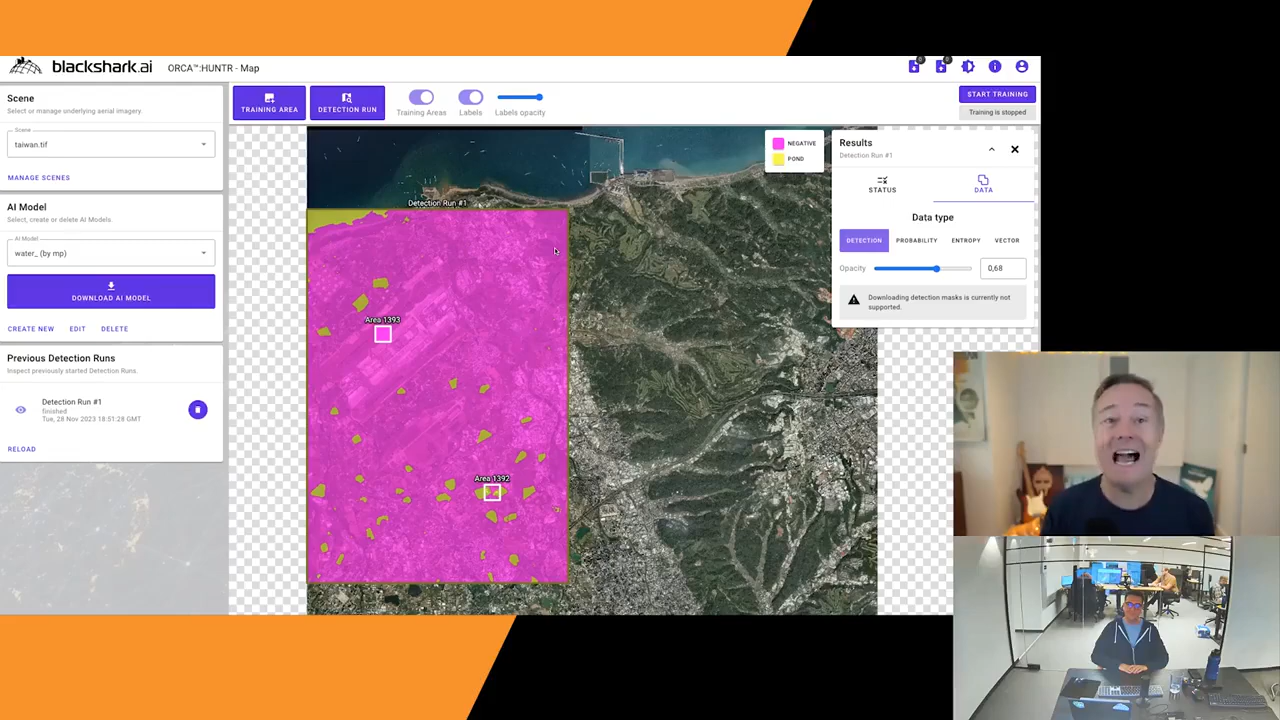 blackshark.ai
ORCA™:HUNTR - Map
0
0
Scene
Select or manage underlying aerial imagery.
Scene
taiwan.tif
MANAGE SCENES
AI Model
Select, create or delete AI Models.
AI Model
water_ (by mp)
DOWNLOAD AI MODEL
CREATE NEW
EDIT
DELETE
Previous Detection Runs
Inspect previously started Detection Runs.
Detection Run #1
finished
Tue, 28 Nov 2023 18:51:28 GMT
RELOAD
TRAINING AREA
DETECTION RUN
Training Areas
Labels
Labels opacity
START TRAINING
Training is stopped
Detection Run #1
Area 1393
Area 1392
NEGATIVE
POND
Results
Detection Run #1
STATUS
DATA
Data type
DETECTION
PROBABILITY
ENTROPY
VECTOR
Opacity
0,68
Downloading detection masks is currently not
supported.